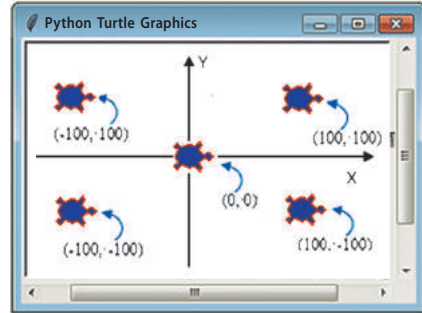 Python Turtle Graphics
Y
(-100, 100)
(100, 100)
X
(0, 0)
(-100, -100)
(100, -100)